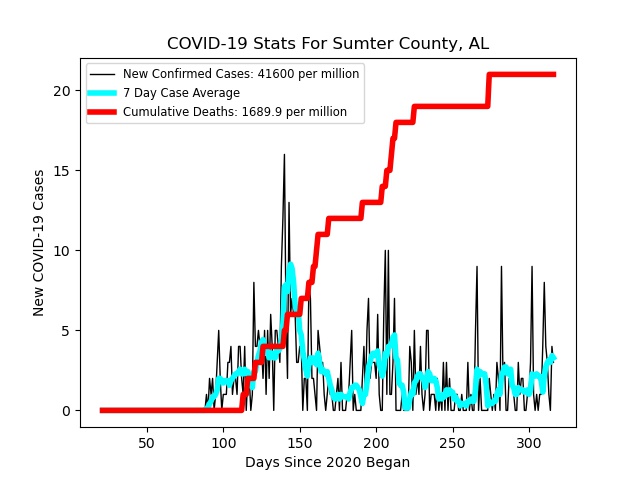 COVID-19 Stats For Sumter County, AL
New Confirmed Cases: 41600 per million
7 Day Case Average
Cumulative Deaths: 1689.9 per million
New COVID-19 Cases
20
15
10
5
0
50 100 150 200 250 300
Days Since 2020 Began